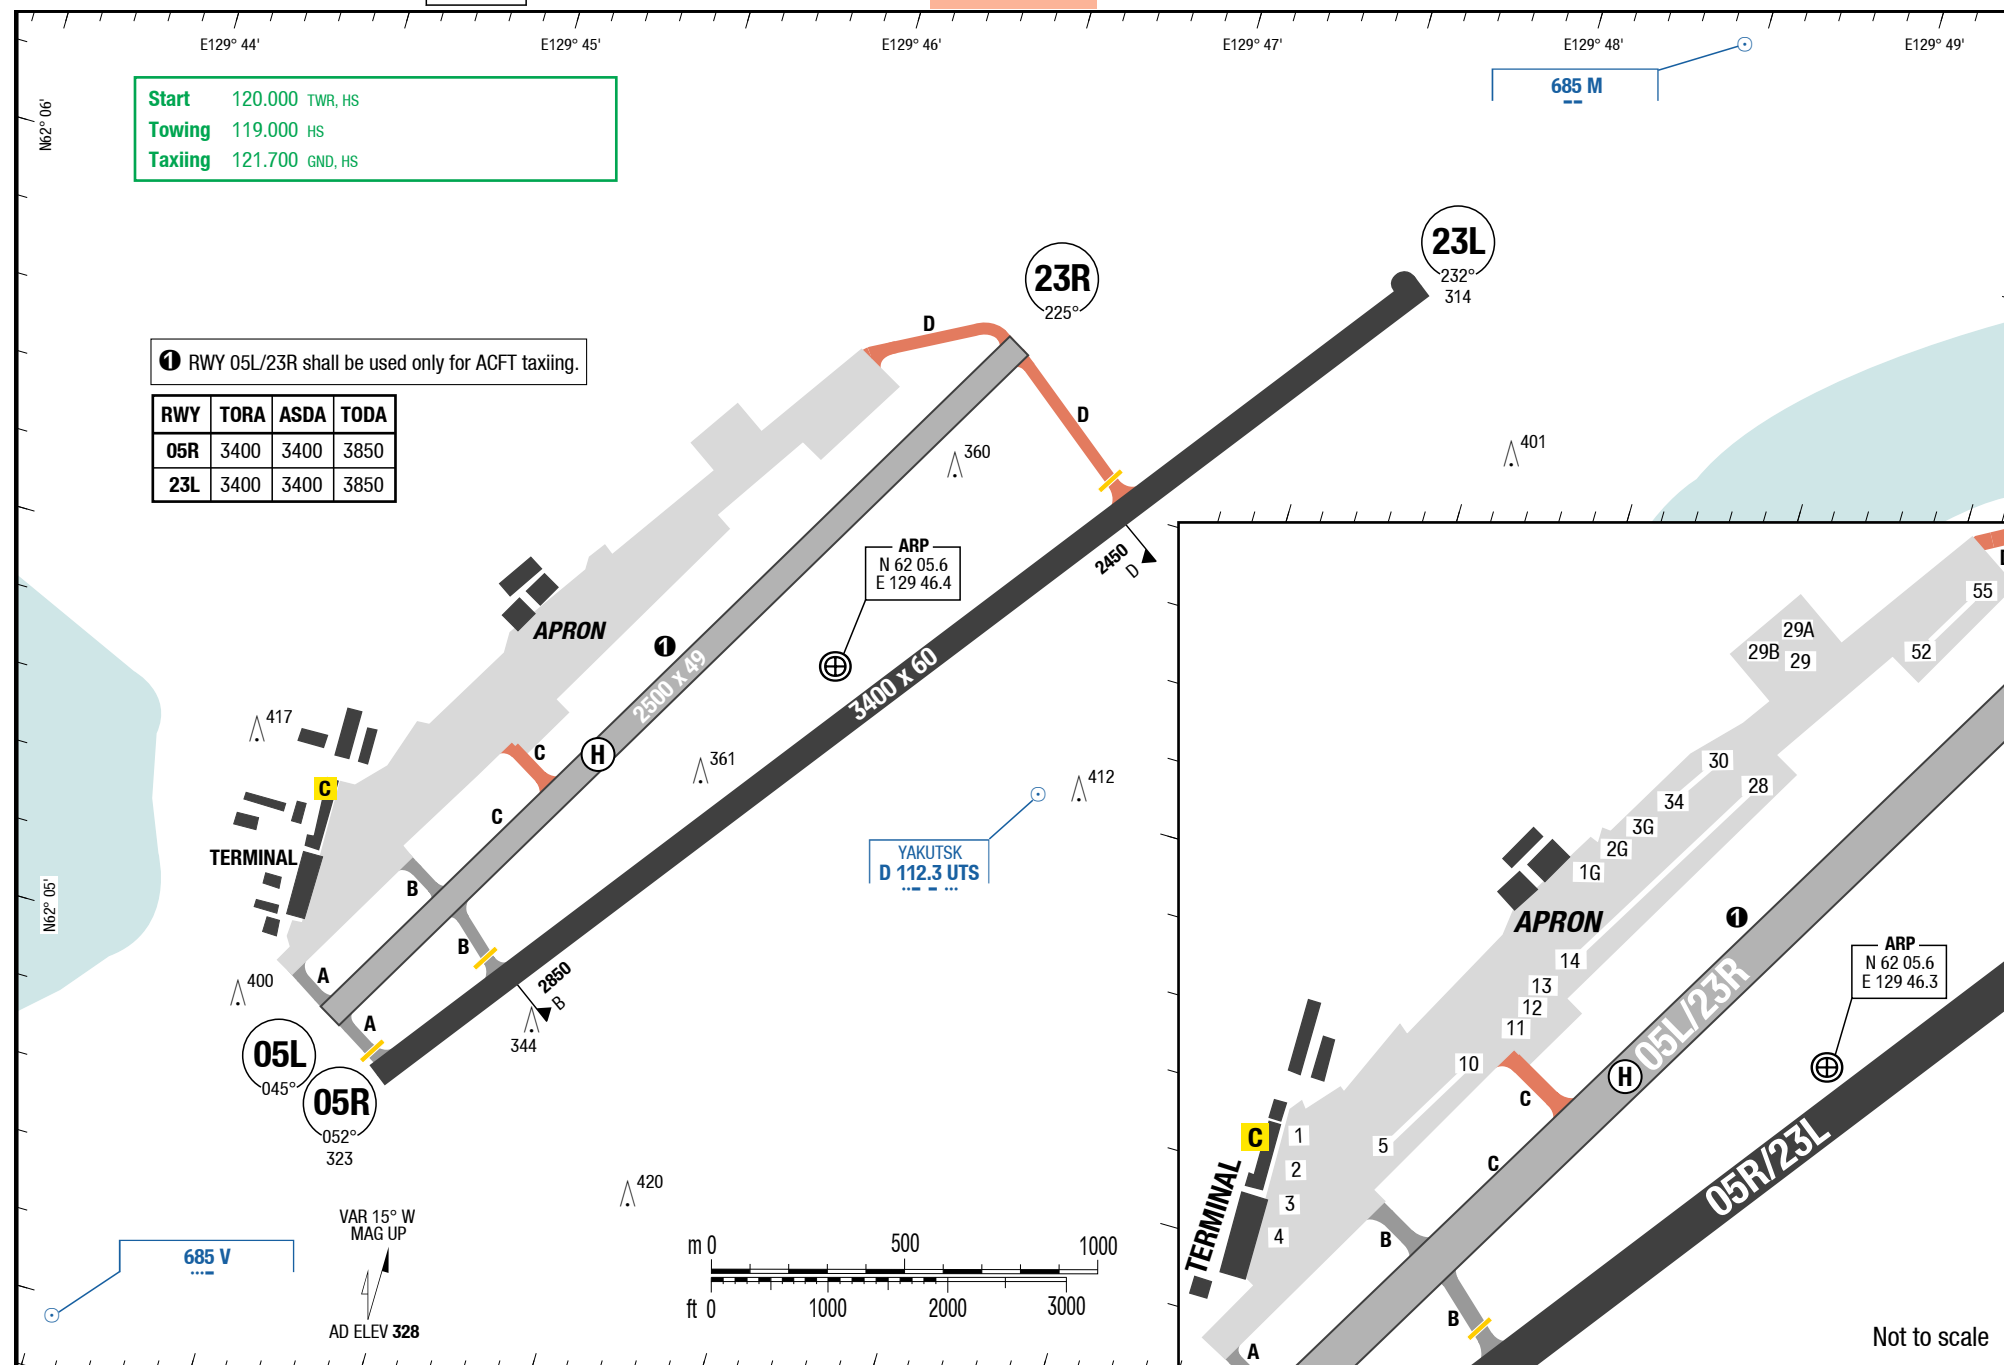 E129° 44'
E129° 45'
E129° 46'
E129° 47'
E129° 48'
E129° 49'
N62° 06'
N62° 05'
Start 120.000 TWR, HS
Towing 119.000 HS
Taxiing 121.700 GND, HS
685 M
23L
232°
314
23R
225°
D
D
1 RWY 05L/23R shall be used only for ACFT taxiing.
RWY TORA ASDA TODA
05R 3400 3400 3850
23L 3400 3400 3850
360
401
ARP
N 62 05.6
E 129 46.4
2450
D
APRON
1
2500 x 49
3400 x 60
417
C
H
361
412
C
TERMINAL
C
YAKUTSK
D 112.3 UTS
B
B
A
A
400
2850
B
344
05L
045°
05R
052°
323
420
VAR 15° W
MAG UP
AD ELEV 328
685 V
m 0 500 1000
ft 0 1000 2000 3000
55
29A
29B
29
52
30
28
34
3G
2G
1G
APRON
1
14
13
12
11
10
5
ARP
N 62 05.6
E 129 46.3
05L/23R
H
C
C
05R/23L
C
1
2
3
4
TERMINAL
B
B
A
Not to scale